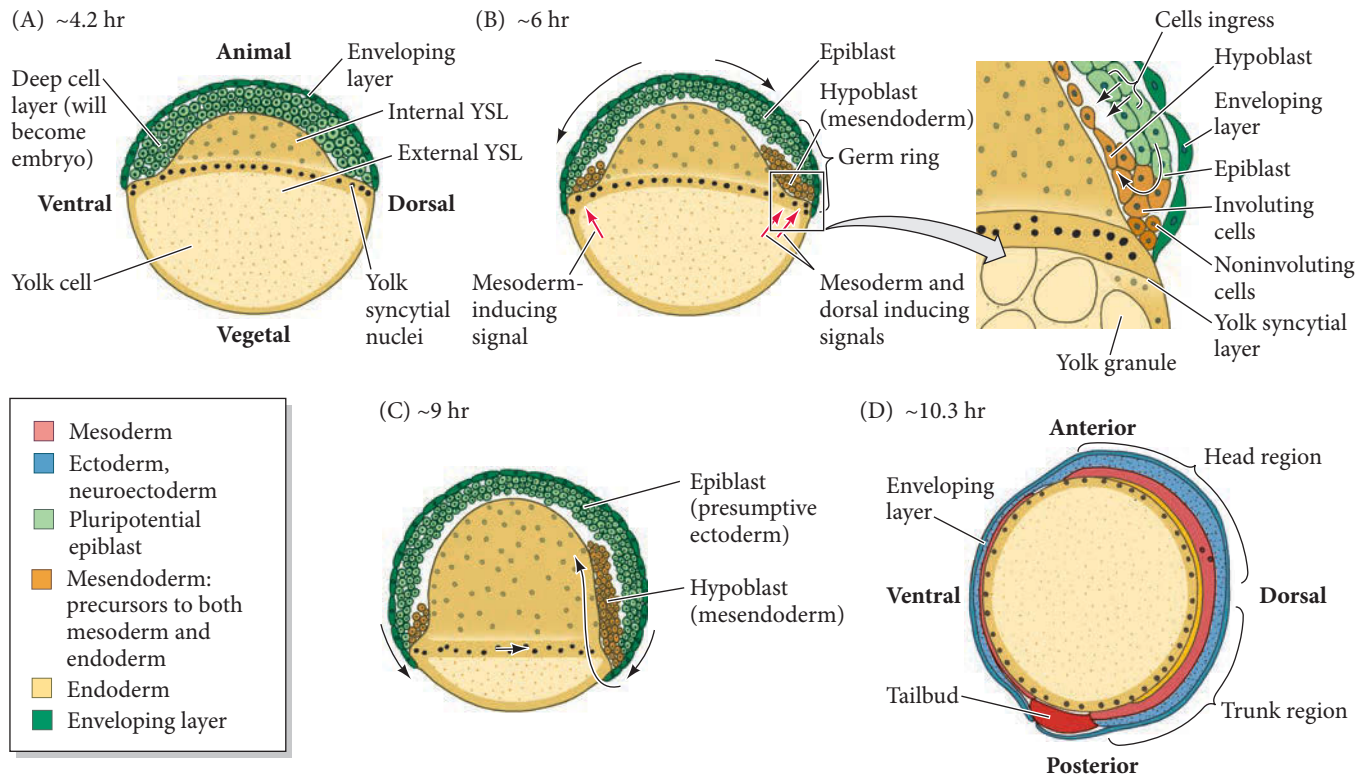 (A) ~4.2 hr
Animal
Enveloping
layer
Deep cell
layer (will
become
embryo)
Internal YSL
External YSL
Ventral
Dorsal
Yolk cell
Yolk
syncytial
nuclei
Vegetal
(B) ~6 hr
Epiblast
Hypoblast
(mesendoderm)
Germ ring
Mesoderm-
inducing
signal
Mesoderm and
dorsal inducing
signals
Cells ingress
Hypoblast
Enveloping
layer
Epiblast
Involuting
cells
Noninvoluting
cells
Yolk syncytial
layer
Yolk granule
Mesoderm
Ectoderm,
neuroectoderm
Pluripotential
epiblast
Mesendoderm:
precursors to both
mesoderm and
endoderm
Endoderm
Enveloping layer
(C) ~9 hr
Epiblast
(presumptive
ectoderm)
Hypoblast
(mesendoderm)
(D) ~10.3 hr
Anterior
Head region
Enveloping
layer
Ventral
Dorsal
Tailbud
Trunk region
Posterior